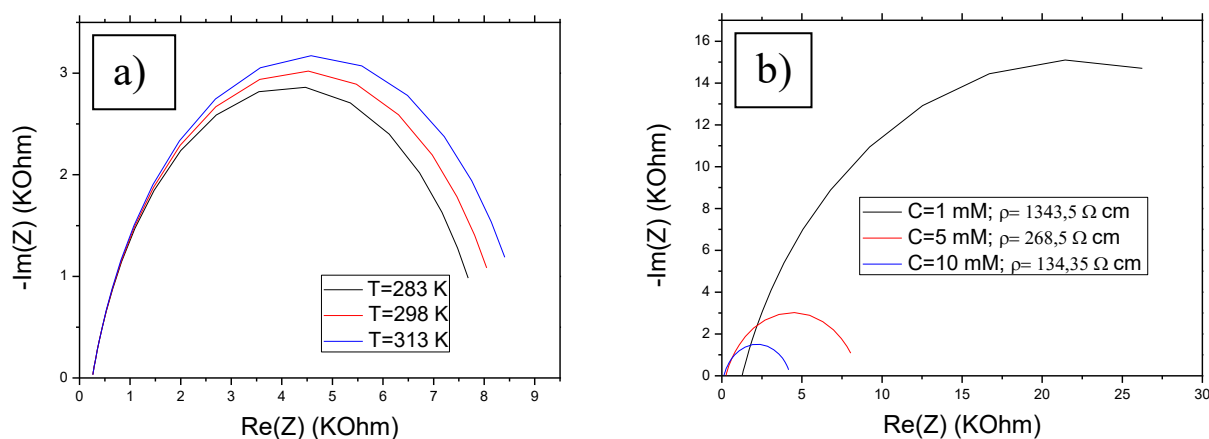 a)
-Im(Z) (KOhm)
3
2
1
0
T=283 K
T=298 K
T=313 K
0 1 2 3 4 5 6 7 8 9
Re(Z) (KOhm)
b)
-Im(Z) (KOhm)
16
14
12
10
8
6
4
2
0
C=1 mM; ρ= 1343,5 Ω cm
C=5 mM; ρ= 268,5 Ω cm
C=10 mM; ρ= 134,35 Ω cm
0 5 10 15 20 25 30
Re(Z) (KOhm)